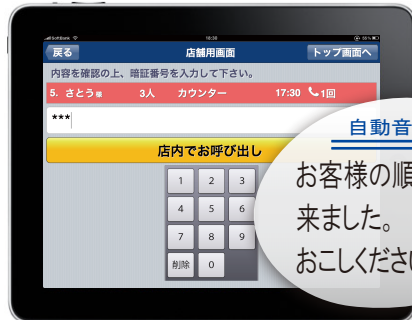 SoftBank 16:30 88%
戻る 店舗用画面 トップ画面へ
内容を確認の上、暗証番号を入力して下さい。
5. さとう様 3人 カウンター 17:30 1回
***
店内でお呼び出し
1 2 3
4 5 6
7 8 9
削除 0
自動音
お客様の順
来ました。
おこしくださ